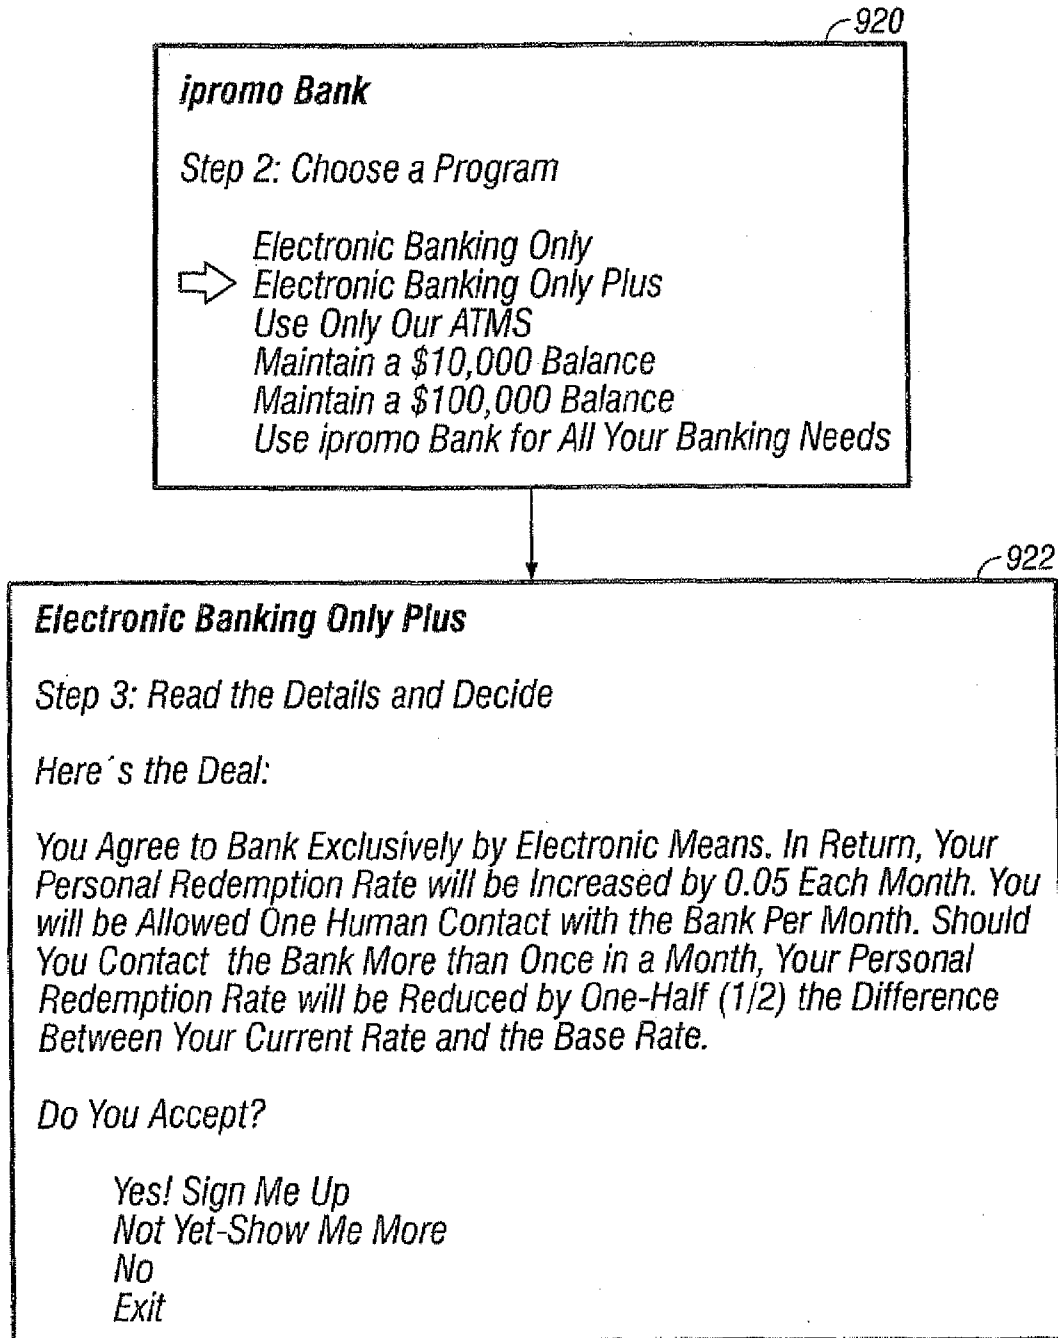 920
ipromo Bank
Step 2: Choose a Program
Electronic Banking Only
Electronic Banking Only Plus
Use Only Our ATMS
Maintain a $10,000 Balance
Maintain a $100,000 Balance
Use ipromo Bank for All Your Banking Needs
922
Electronic Banking Only Plus
Step 3: Read the Details and Decide
Here´s the Deal:
You Agree to Bank Exclusively by Electronic Means. In Return, Your
Personal Redemption Rate will be Increased by 0.05 Each Month. You
will be Allowed One Human Contact with the Bank Per Month. Should
You Contact the Bank More than Once in a Month, Your Personal
Redemption Rate will be Reduced by One-Half (1/2) the Difference
Between Your Current Rate and the Base Rate.
Do You Accept?
Yes! Sign Me Up
Not Yet-Show Me More
No
Exit